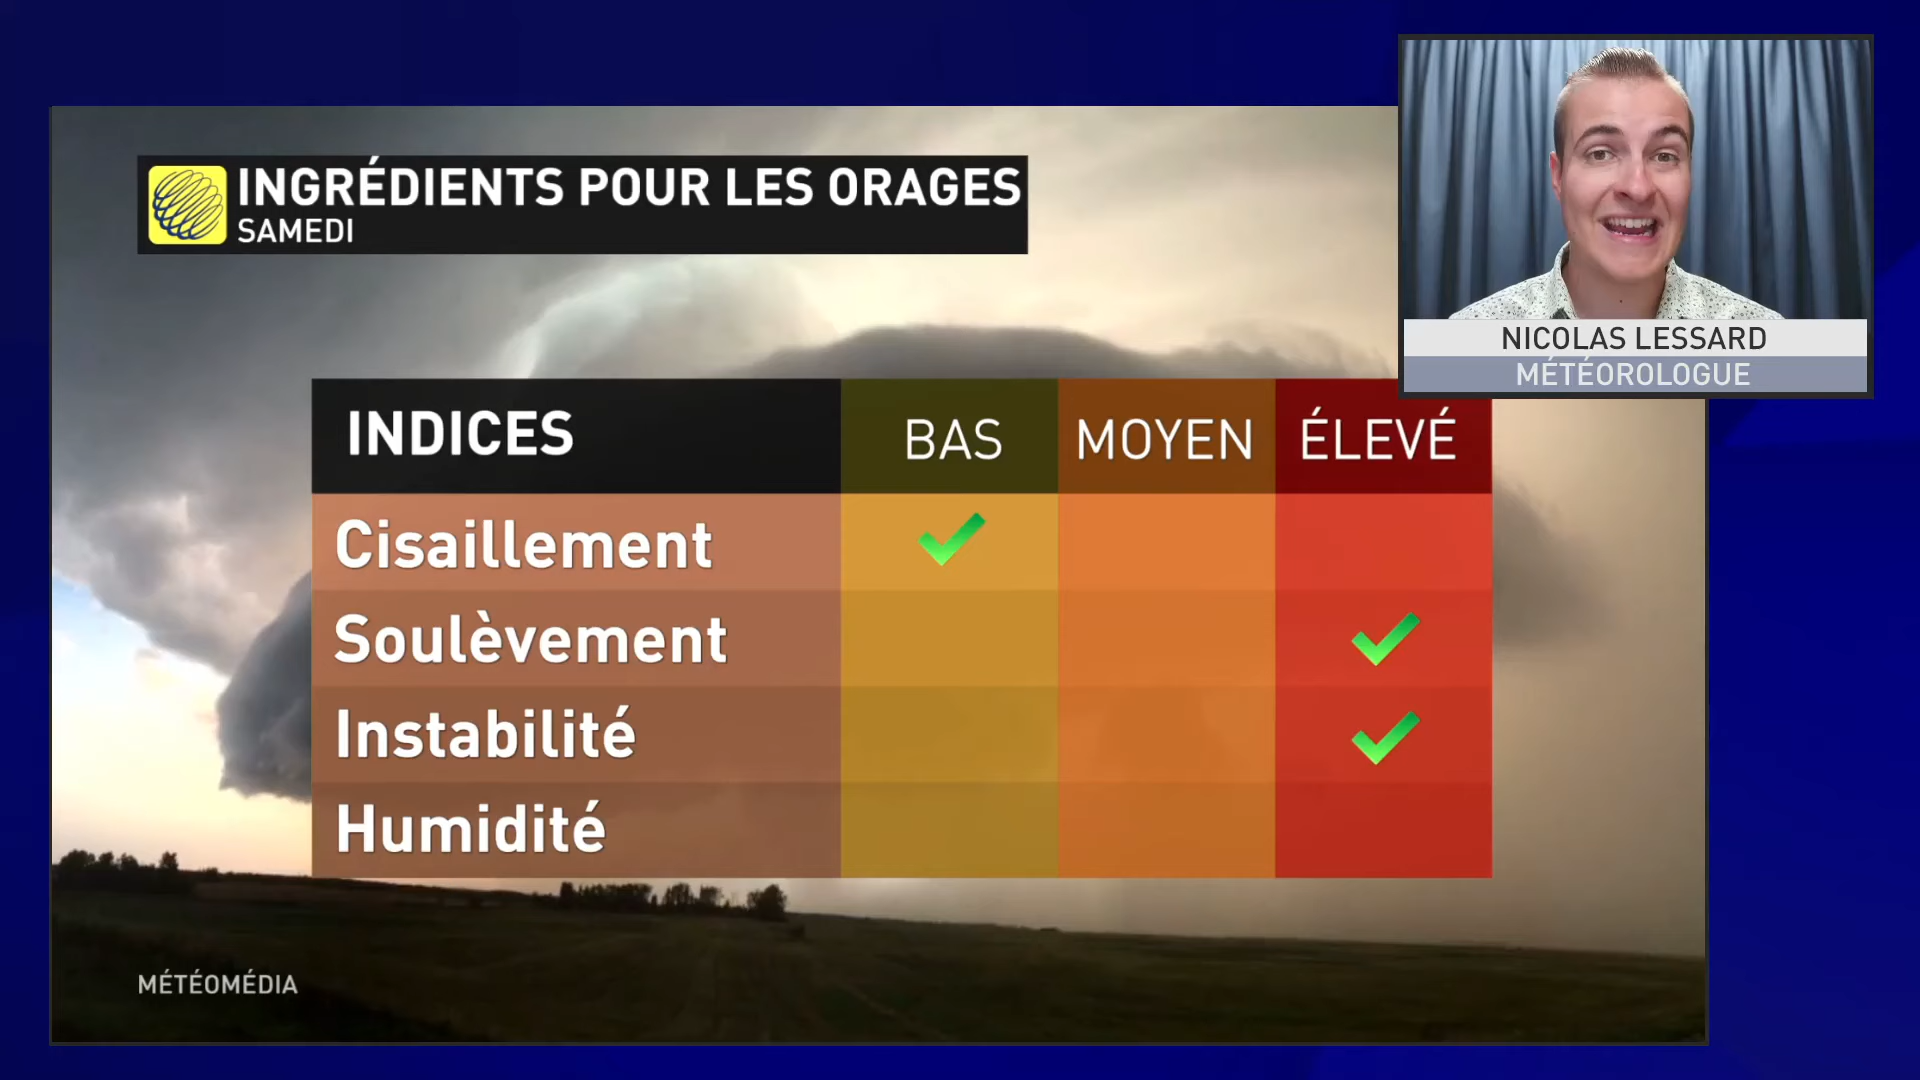 INGRÉDIENTS POUR LES ORAGES
SAMEDI
NICOLAS LESSARD
MÉTÉOROLOGUE
INDICES BAS MOYEN ÉLEVÉ
Cisaillement
Soulèvement
Instabilité
Humidité
MÉTÉOMÉDIA